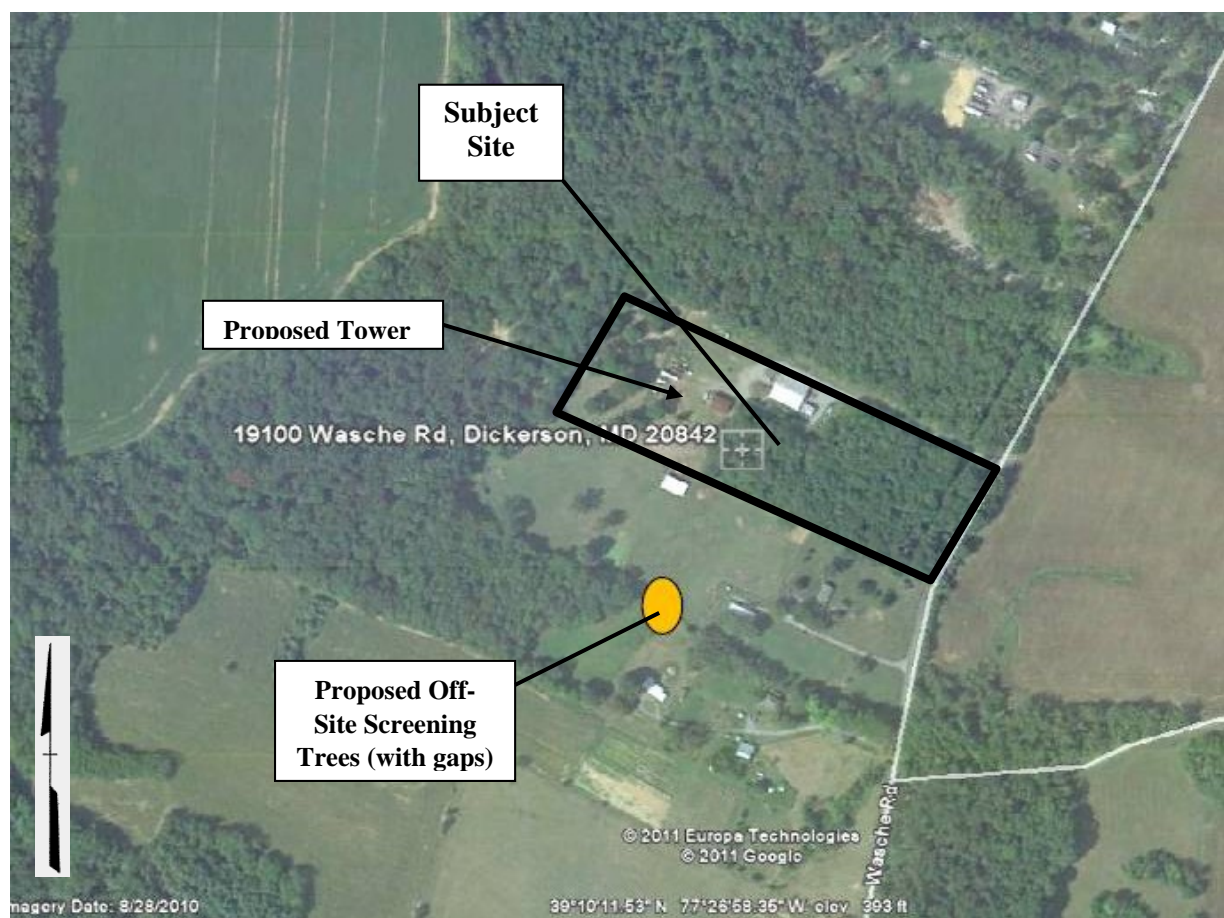 Subject
Site
Proposed Tower
19100 Wasche Rd, Dickerson, MD 20842
Proposed Off-
Site Screening
Trees (with gaps)
Wasche Rd
© 2011 Europa Technologies
© 2011 Google
magery Date: 8/28/2010
39°10'11.53" N 77°26'58.35" W elev 393 ft